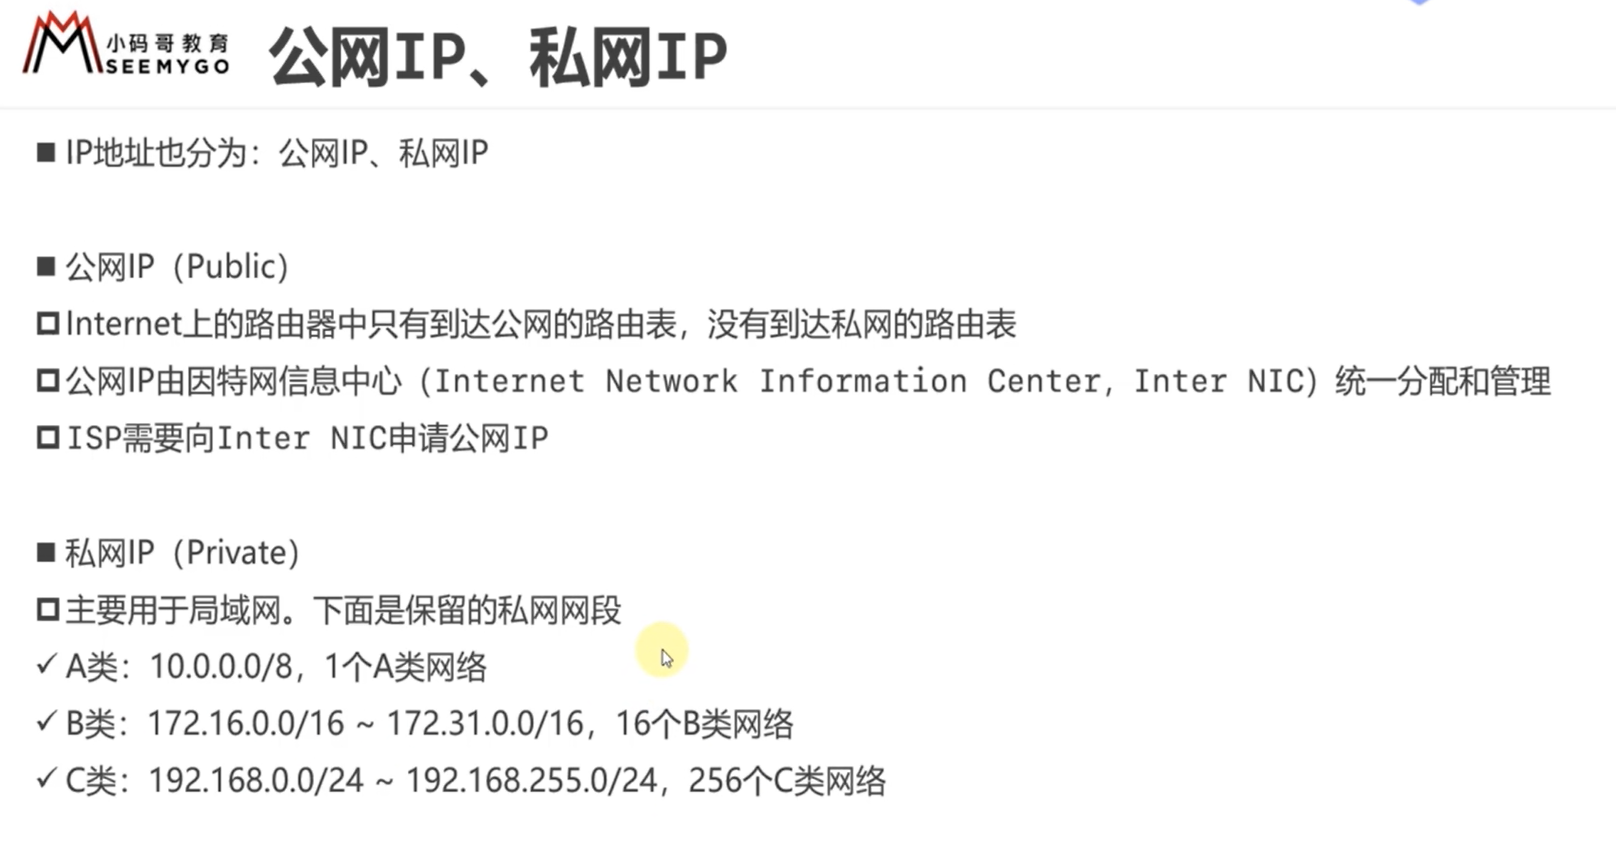 小码哥教育
SEEMYGO
公网IP、私网IP
■ IP地址也分为：公网IP、私网IP
■ 公网IP（Public）
Internet上的路由器中只有到达公网的路由表，没有到达私网的路由表
公网IP由因特网信息中心（Internet Network Information Center，Inter NIC）统一分配和管理
ISP需要向Inter NIC申请公网IP
■ 私网IP（Private）
主要用于局域网。下面是保留的私网网段
✓ A类：10.0.0.0/8，1个A类网络
✓ B类：172.16.0.0/16 ~ 172.31.0.0/16，16个B类网络
✓ C类：192.168.0.0/24 ~ 192.168.255.0/24，256个C类网络